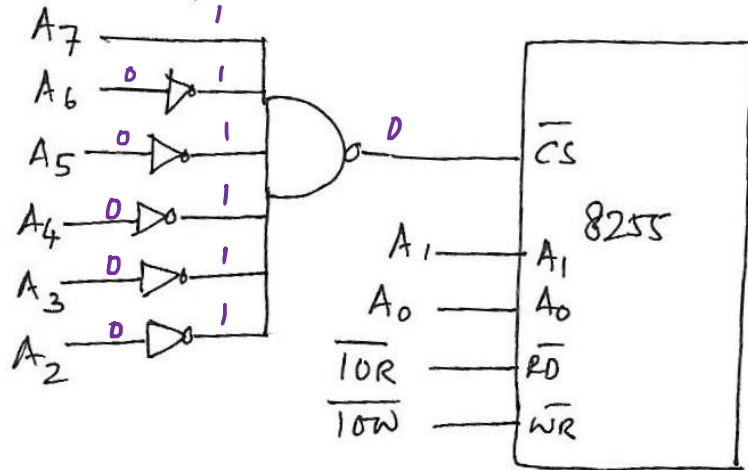 A7 1
A6 0 1
A5 0 1 0 CS
A4 0 1 8255
A3 0 1 A1 A1
A2 0 1 A0 A0
IOR RD
IOW WR